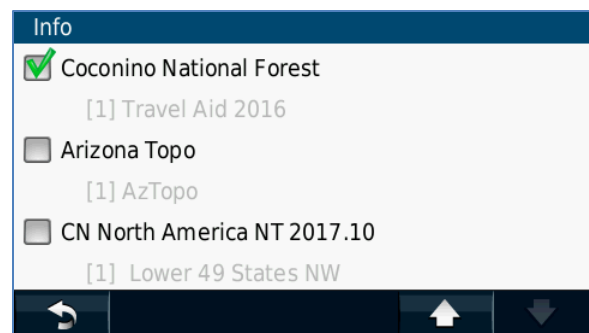 Info
Coconino National Forest
[1] Travel Aid 2016
Arizona Topo
[1] AzTopo
CN North America NT 2017.10
[1] Lower 49 States NW